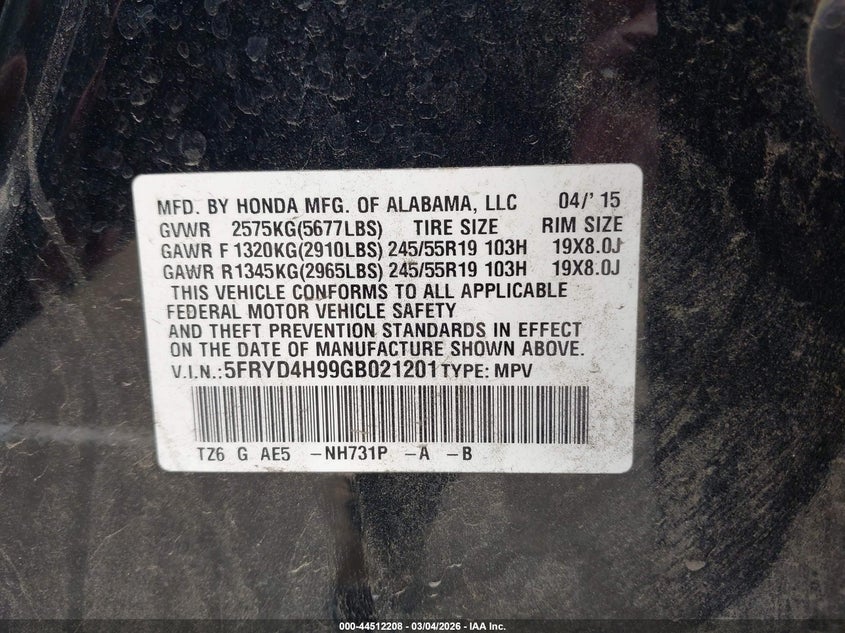 MFD. BY HONDA MFG. OF ALABAMA, LLC 04/' 15
GVWR 2575KG(5677LBS) TIRE SIZE RIM SIZE
GAWR F 1320KG(2910LBS) 245/55R19 103H 19X8.0J
GAWR R1345KG(2965LBS) 245/55R19 103H 19X8.0J
THIS VEHICLE CONFORMS TO ALL APPLICABLE
FEDERAL MOTOR VEHICLE SAFETY
AND THEFT PREVENTION STANDARDS IN EFFECT
ON THE DATE OF MANUFACTURE SHOWN ABOVE.
V.I.N.:5FRYD4H99GB021201 TYPE: MPV
TZ6 G AE5 -NH731P -A -B
000-44512208 - 03/04/2026 - IAA Inc.